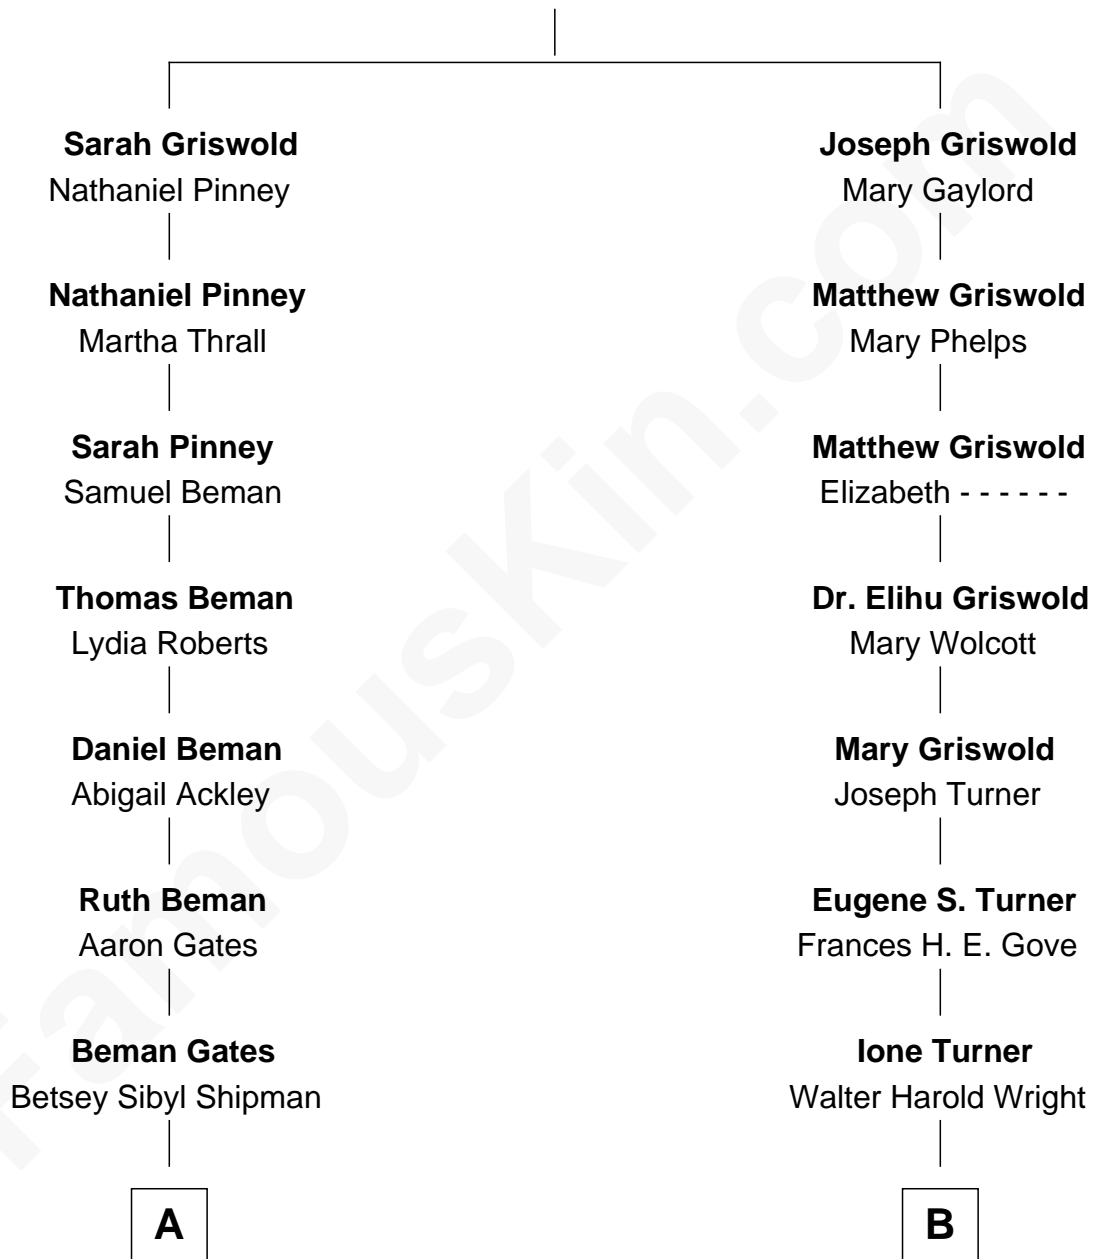 Sarah Griswold
Nathaniel Pinney
Nathaniel Pinney
Martha Thrall
Sarah Pinney
Samuel Beman
Thomas Beman
Lydia Roberts
Daniel Beman
Abigail Ackley
Ruth Beman
Aaron Gates
Beman Gates
Betsey Sibyl Shipman
A
Joseph Griswold
Mary Gaylord
Matthew Griswold
Mary Phelps
Matthew Griswold
Elizabeth - - - - - -
Dr. Elihu Griswold
Mary Wolcott
Mary Griswold
Joseph Turner
Eugene S. Turner
Frances H. E. Gove
Ione Turner
Walter Harold Wright
B
FamousKin.com